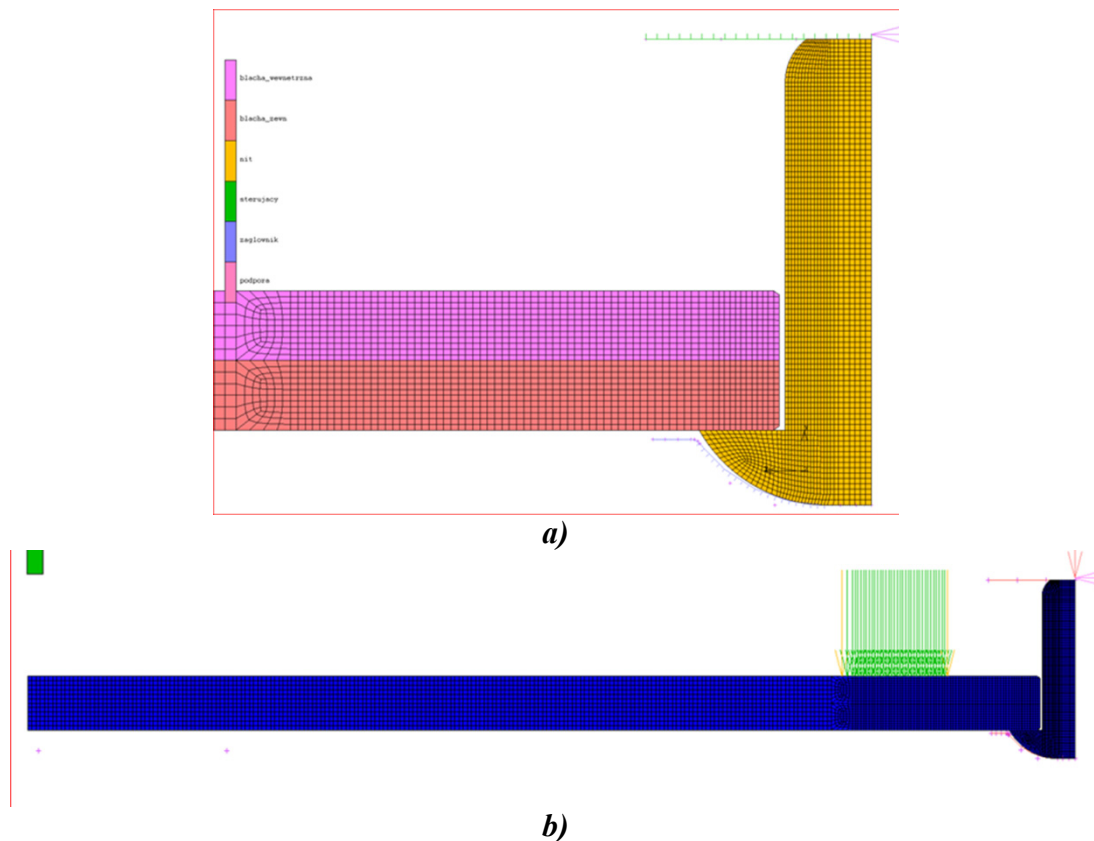 blacha_wewnetrzna
blacha_zewn
nit
sterujacy
zaglownik
podpora
a)
b)